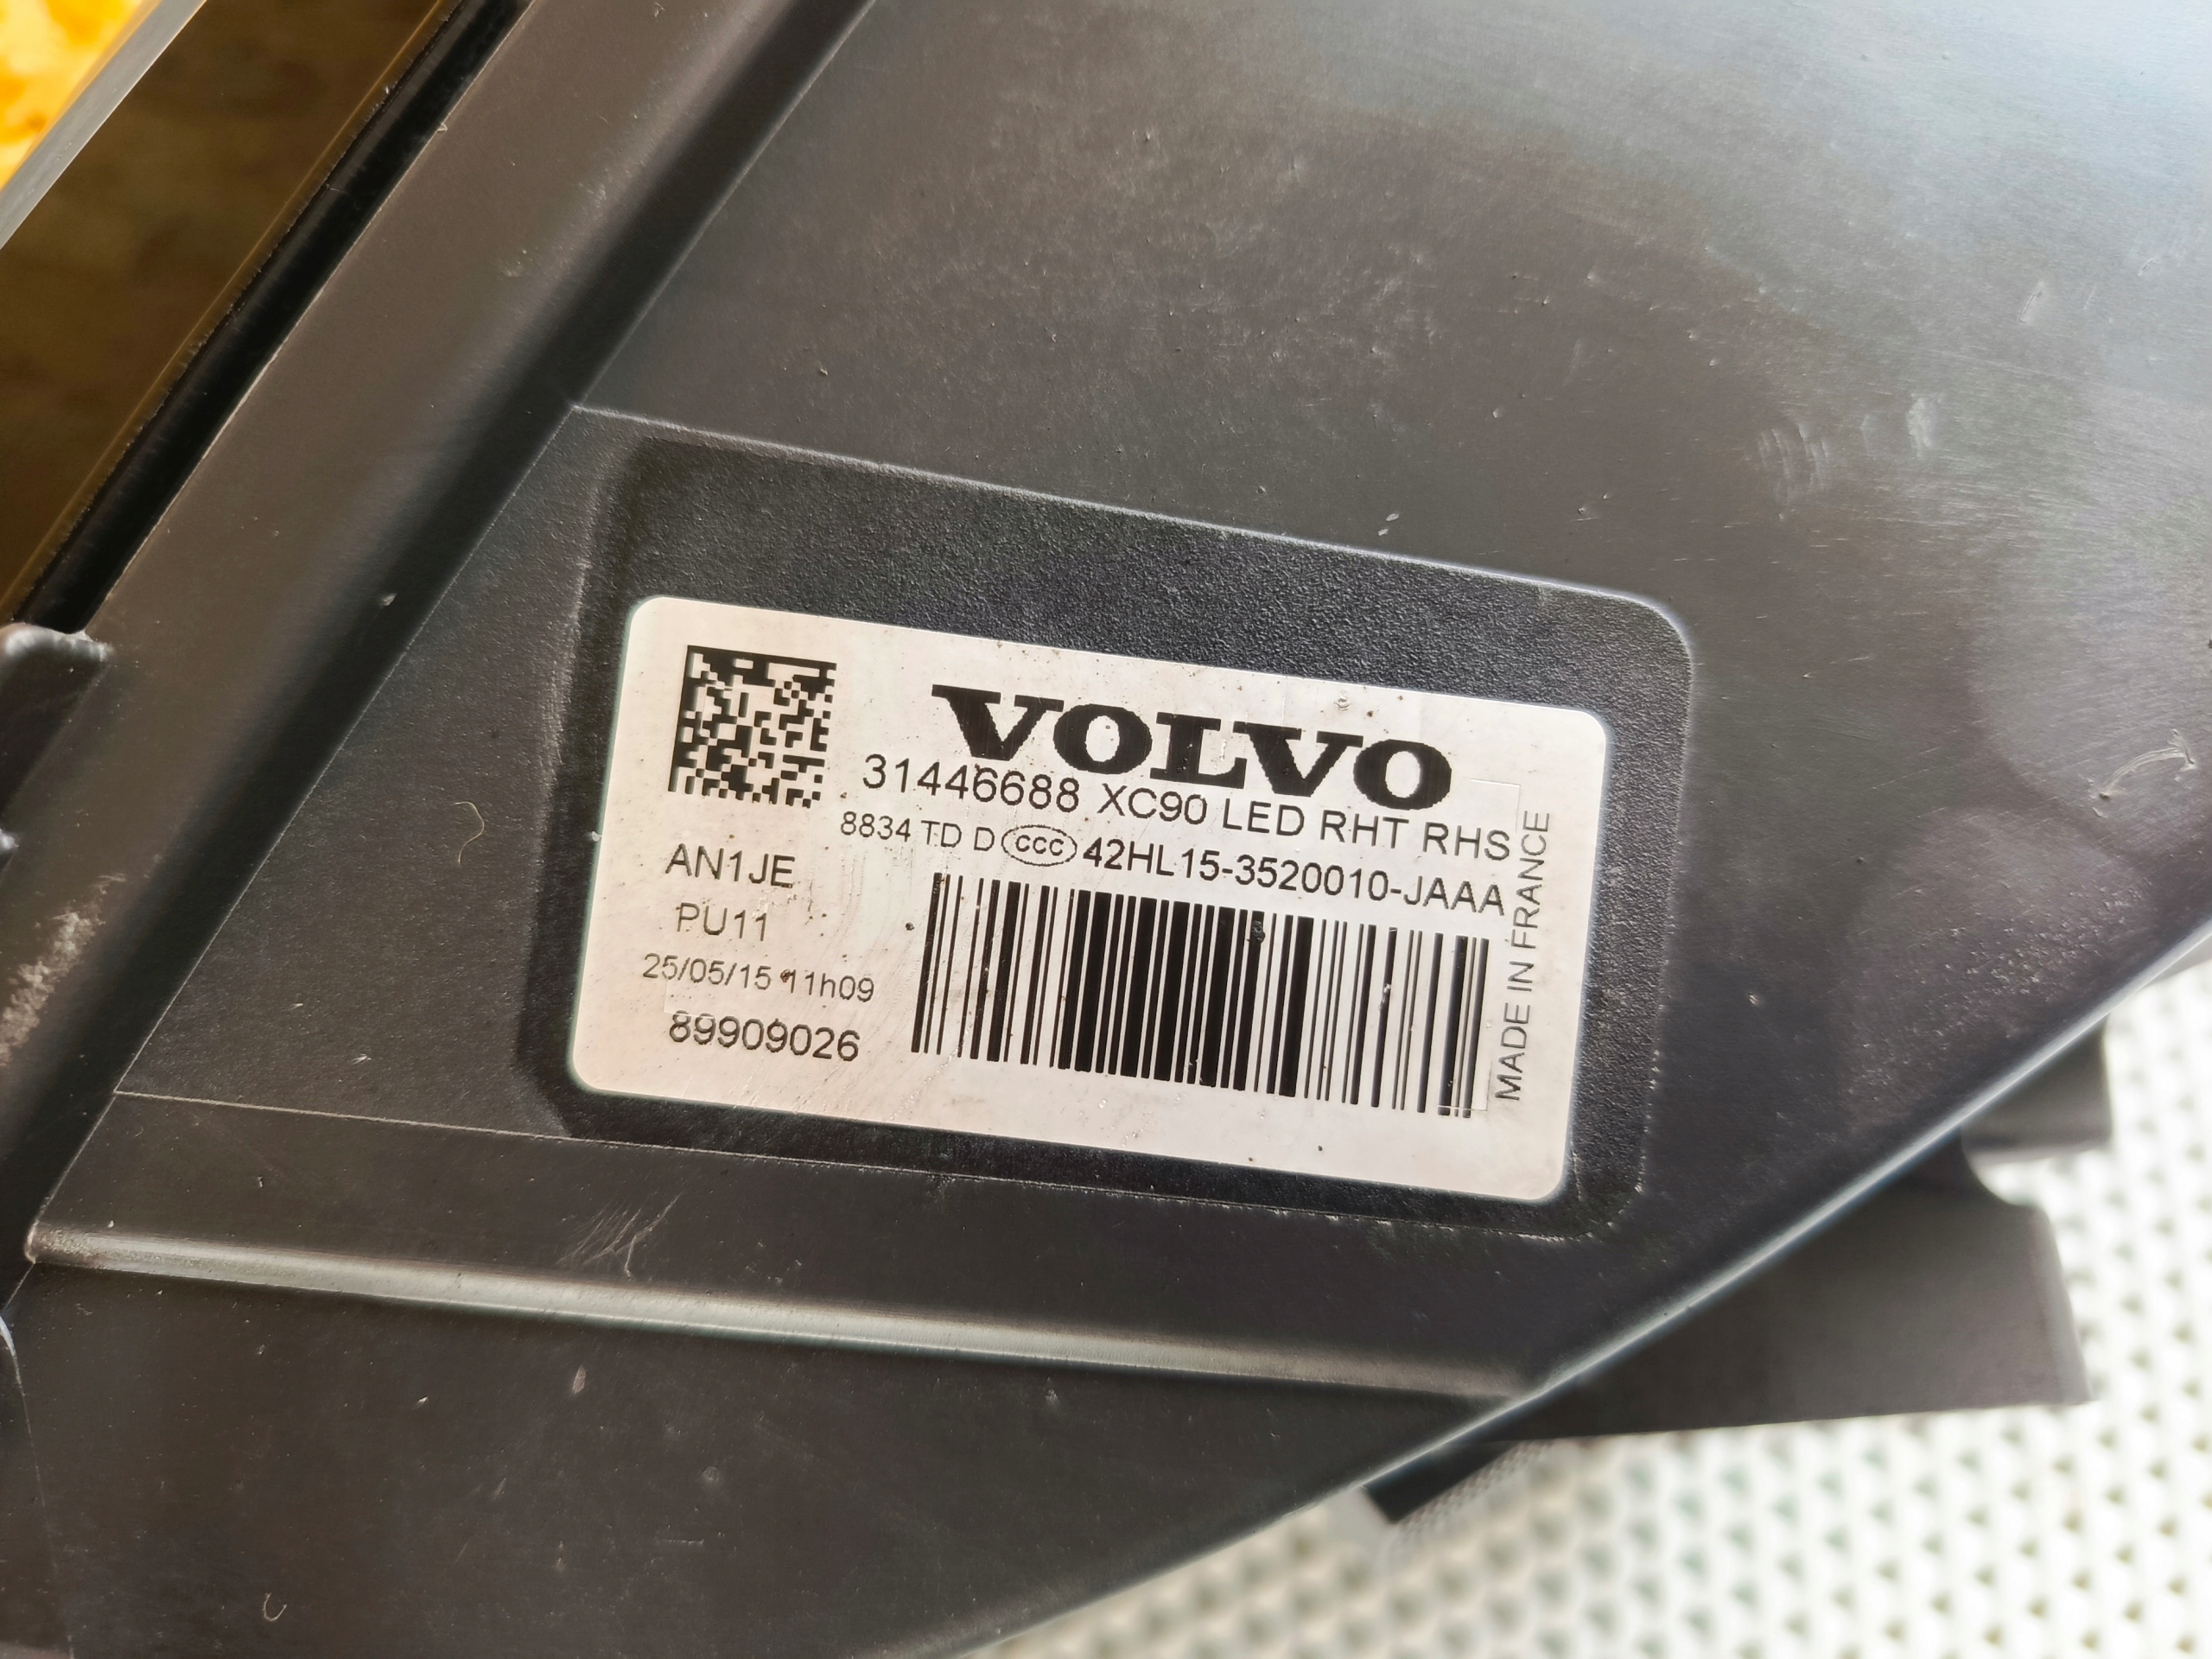 VOLVO
31446688 XC90 LED RHT RHS
8834 TD D CCC 42HL15-3520010-JAAA
AN1JE
PU11
25/05/15 11h09
89909026
MADE IN FRANCE